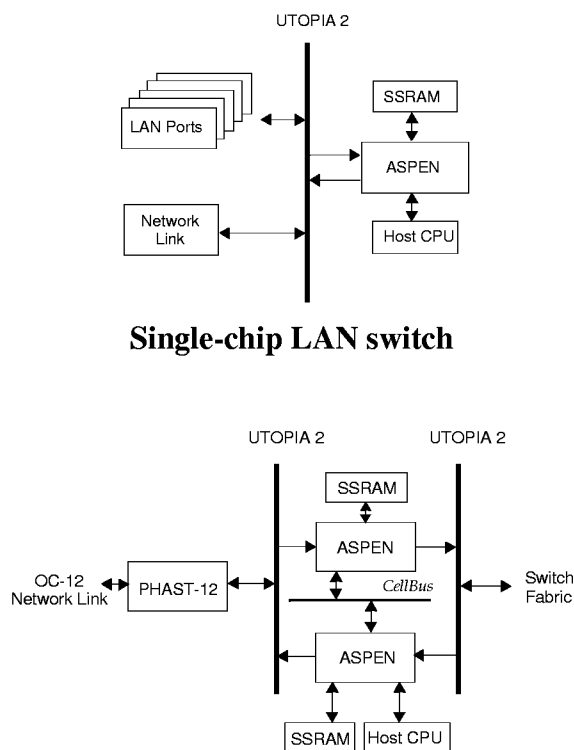 UTOPIA 2
SSRAM
LAN Ports
ASPEN
Network
Link
Host CPU
Single-chip LAN switch
UTOPIA 2
UTOPIA 2
SSRAM
ASPEN
OC-12
Network Link
PHAST-12
CellBus
Switch
Fabric
ASPEN
SSRAM
Host CPU